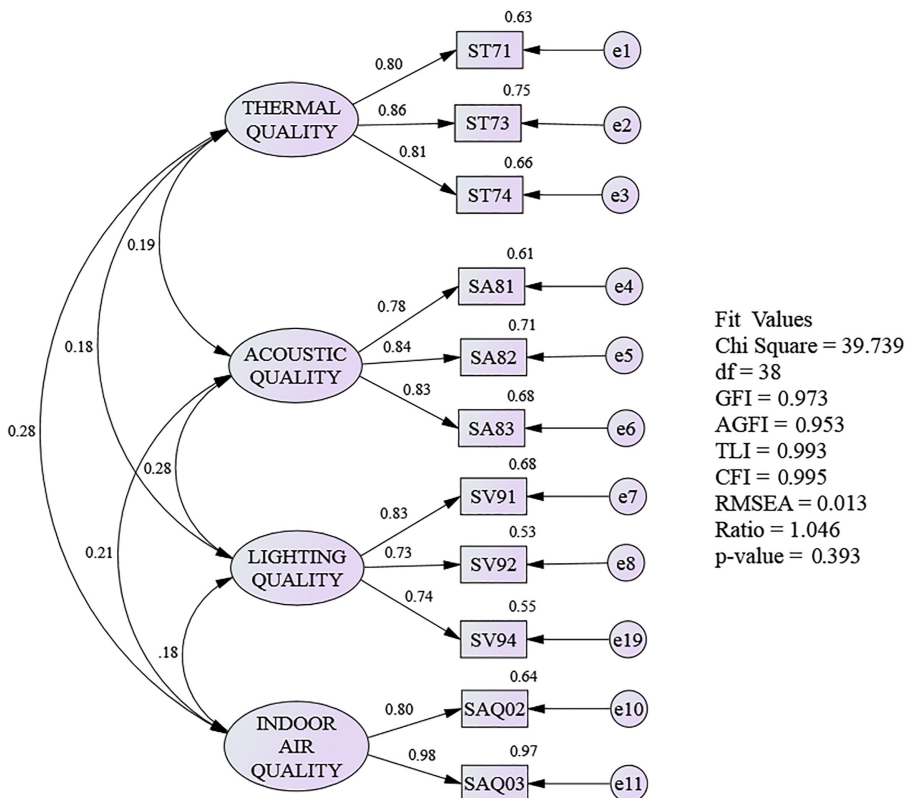 0.63
ST71
e1
0.80
THERMAL
QUALITY
0.75
0.86
ST73
e2
0.81
0.66
ST74
e3
0.19
0.61
SA81
e4
0.78
0.18
ACOUSTIC
QUALITY
0.71
0.84
SA82
e5
0.83
0.68
SA83
e6
0.28
0.28
0.68
SV91
e7
0.83
0.21
LIGHTING
QUALITY
0.53
0.73
SV92
e8
0.74
0.55
SV94
e19
.18
0.64
SAQ02
e10
0.80
INDOOR
AIR
QUALITY
0.98
0.97
SAQ03
e11
Fit Values
Chi Square = 39.739
df = 38
GFI = 0.973
AGFI = 0.953
TLI = 0.993
CFI = 0.995
RMSEA = 0.013
Ratio = 1.046
p-value = 0.393